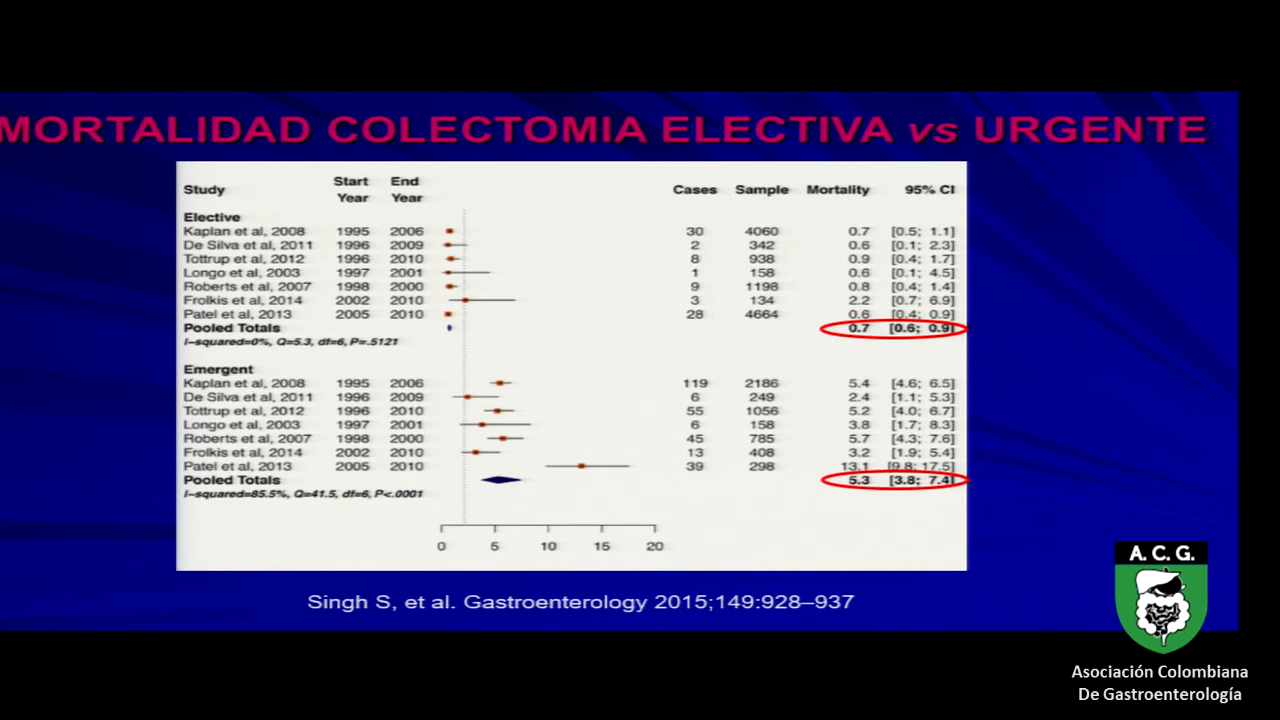 MORTALIDAD COLECTOMIA ELECTIVA vs URGENTE
Study Start Year End Year Cases Sample Mortality 95% CI
Elective
Kaplan et al, 2008 1995 2006 30 4060 0.7 [0.5; 1.1]
De Silva et al, 2011 1996 2009 2 342 0.6 [0.1; 2.3]
Tottrup et al, 2012 1996 2010 8 938 0.9 [0.4; 1.7]
Longo et al, 2003 1997 2001 1 158 0.6 [0.1; 4.5]
Roberts et al, 2007 1998 2000 9 1198 0.8 [0.4; 1.4]
Frolkis et al, 2014 2002 2010 3 134 2.2 [0.7; 6.9]
Patel et al, 2013 2005 2010 28 4664 0.6 [0.4; 0.9]
Pooled Totals 0.7 [0.6; 0.9]
I-squared=0%, Q=5.3, df=6, P=.5121
Emergent
Kaplan et al, 2008 1995 2006 119 2186 5.4 [4.6; 6.5]
De Silva et al, 2011 1996 2009 6 249 2.4 [1.1; 5.3]
Tottrup et al, 2012 1996 2010 55 1056 5.2 [4.0; 6.7]
Longo et al, 2003 1997 2001 6 158 3.8 [1.7; 8.3]
Roberts et al, 2007 1998 2000 45 785 5.7 [4.3; 7.6]
Frolkis et al, 2014 2002 2010 13 408 3.2 [1.9; 5.4]
Patel et al, 2013 2005 2010 39 298 13.1 [9.8; 17.5]
Pooled Totals 5.3 [3.8; 7.4]
I-squared=85.5%, Q=41.5, df=6, P<.0001
0 5 10 15 20
Singh S, et al. Gastroenterology 2015;149:928–937
A. C. G.
Asociación Colombiana
De Gastroenterología